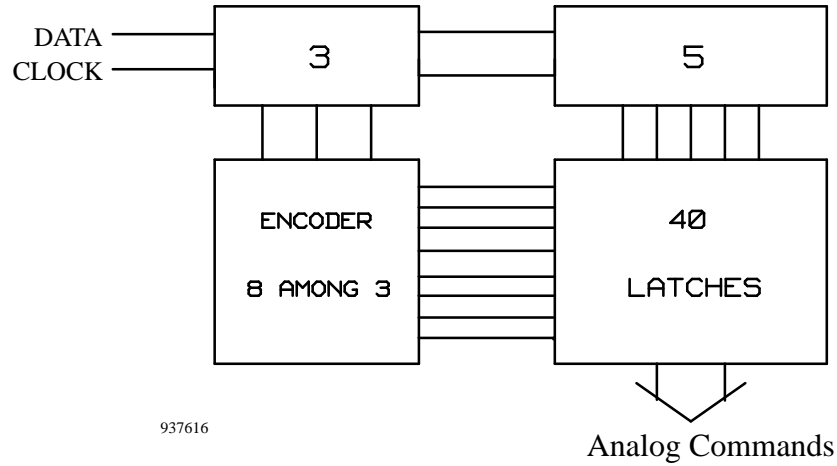 DATA
CLOCK
3
5
ENCODER
8 AMONG 3
40
LATCHES
937616
Analog Commands